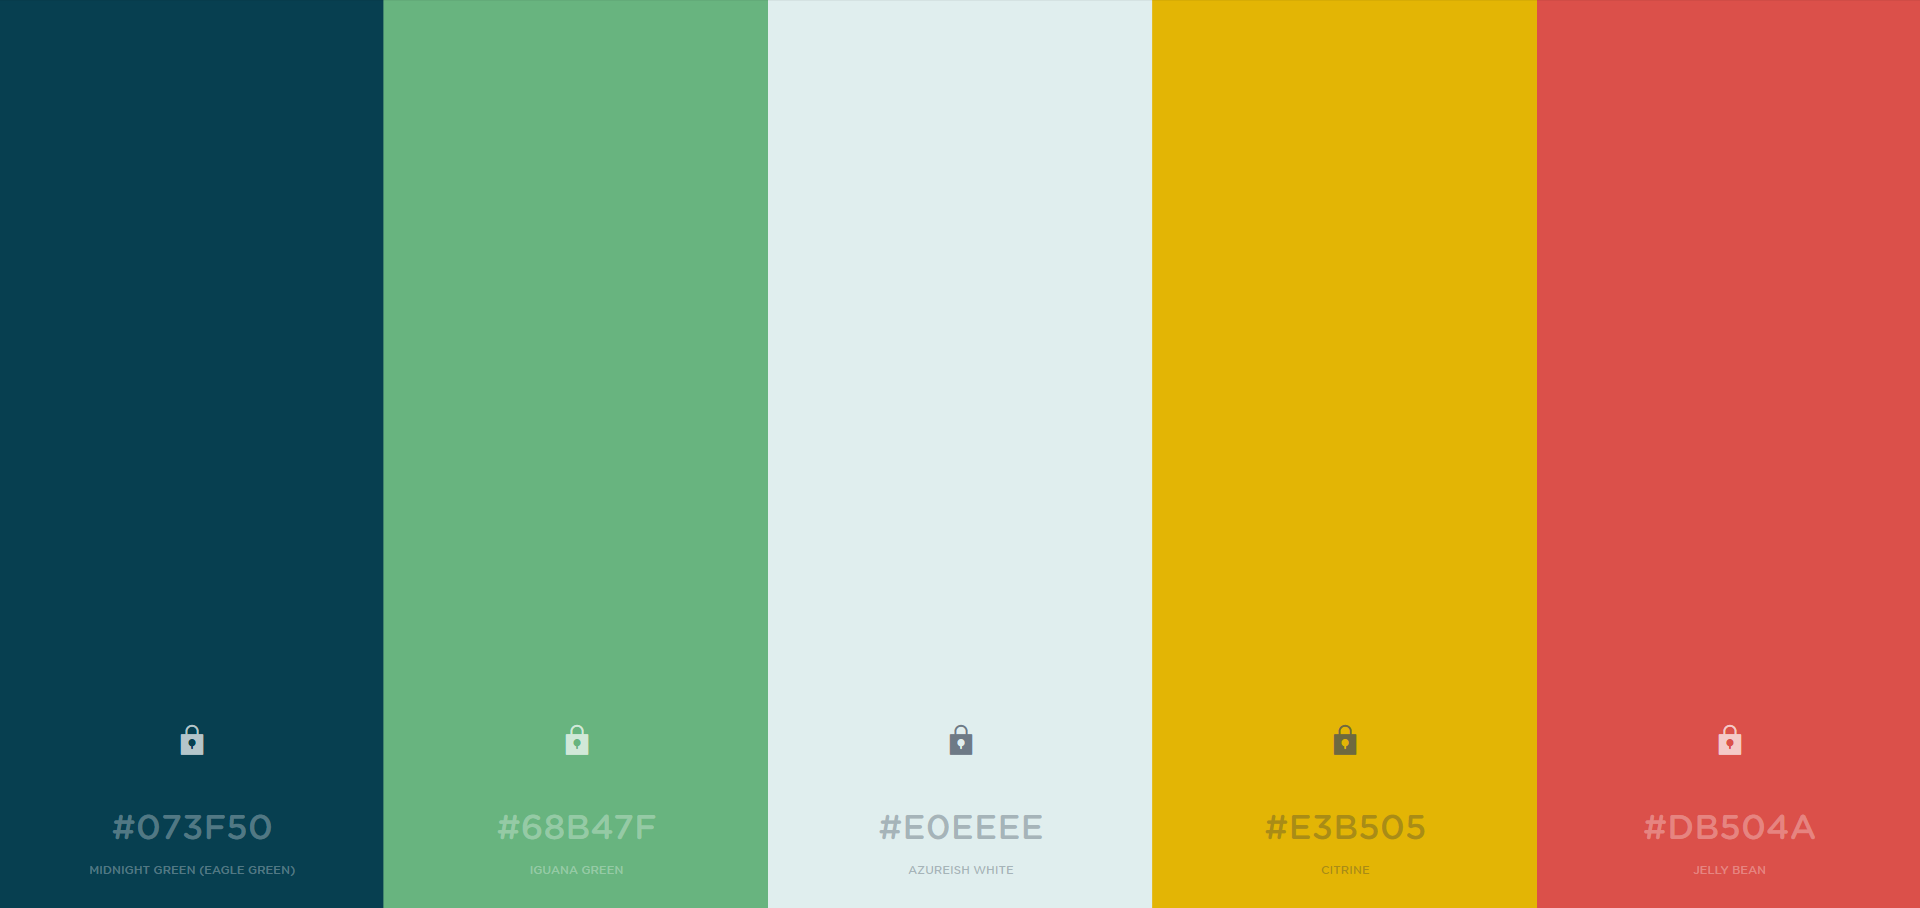 #073F50
MIDNIGHT GREEN (EAGLE GREEN)
#68B47F
IGUANA GREEN
#E0EEEE
AZUREISH WHITE
#E3B505
CITRINE
#DB504A
JELLY BEAN